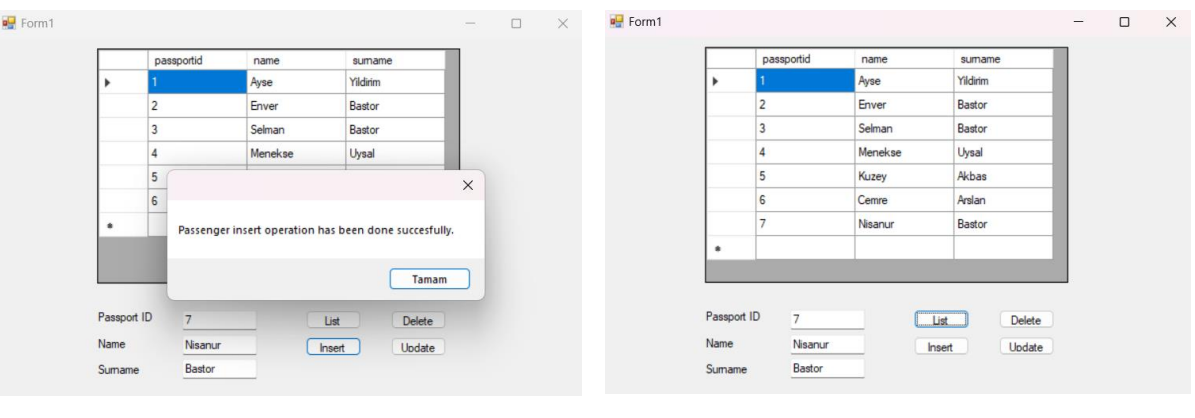 Form1
passportid name surname
1 Ayse Yildirim
2 Enver Bastor
3 Selman Bastor
4 Menekse Uysal
5
6
Passenger insert operation has been done succesfully.
Tamam
Passport ID 7 List Delete
Name Nisanur Insert Update
Surname Bastor
Form1
passportid name surname
1 Ayse Yildirim
2 Enver Bastor
3 Selman Bastor
4 Menekse Uysal
5 Kuzey Akbas
6 Cemre Arslan
7 Nisanur Bastor
Passport ID 7 List Delete
Name Nisanur Insert Update
Surname Bastor